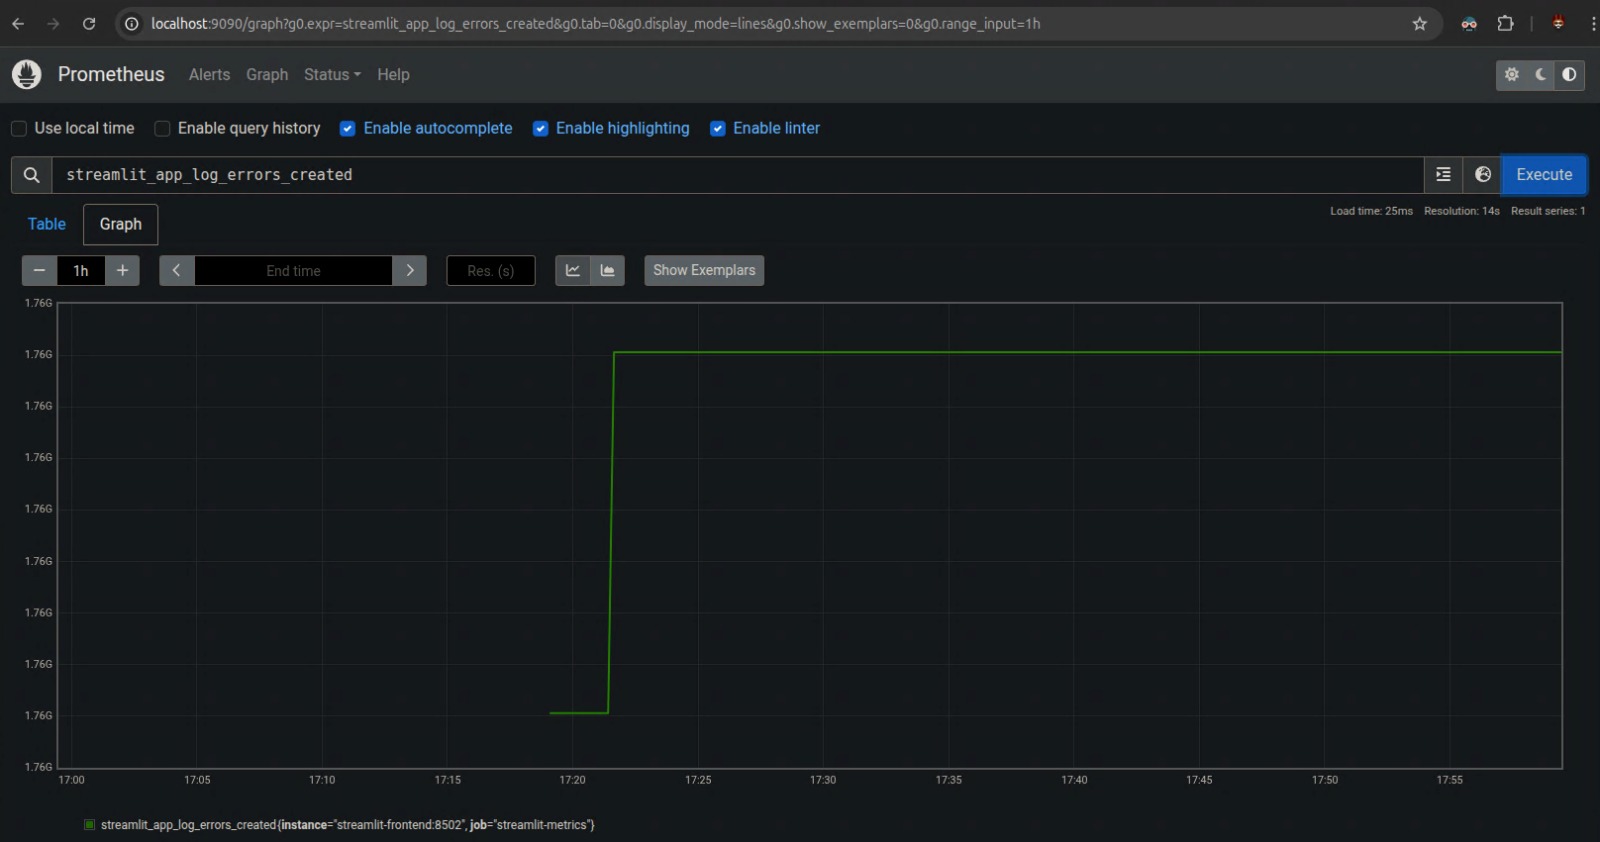 localhost:9090/graph?g0.expr=streamlit_app_log_errors_created&g0.tab=0&g0.display_mode=lines&g0.show_exemplars=0&g0.range_input=1h
Prometheus Alerts Graph Status Help
Use local time Enable query history Enable autocomplete Enable highlighting Enable linter
streamlit_app_log_errors_created Execute
Load time: 25ms Resolution: 14s Result series: 1
Table Graph
− 1h + End time Res. (s) Show Exemplars
1.76G
1.76G
1.76G
1.76G
1.76G
1.76G
1.76G
1.76G
1.76G
1.76G
17:00 17:05 17:10 17:15 17:20 17:25 17:30 17:35 17:40 17:45 17:50 17:55
streamlit_app_log_errors_created{instance="streamlit-frontend:8502", job="streamlit-metrics"}